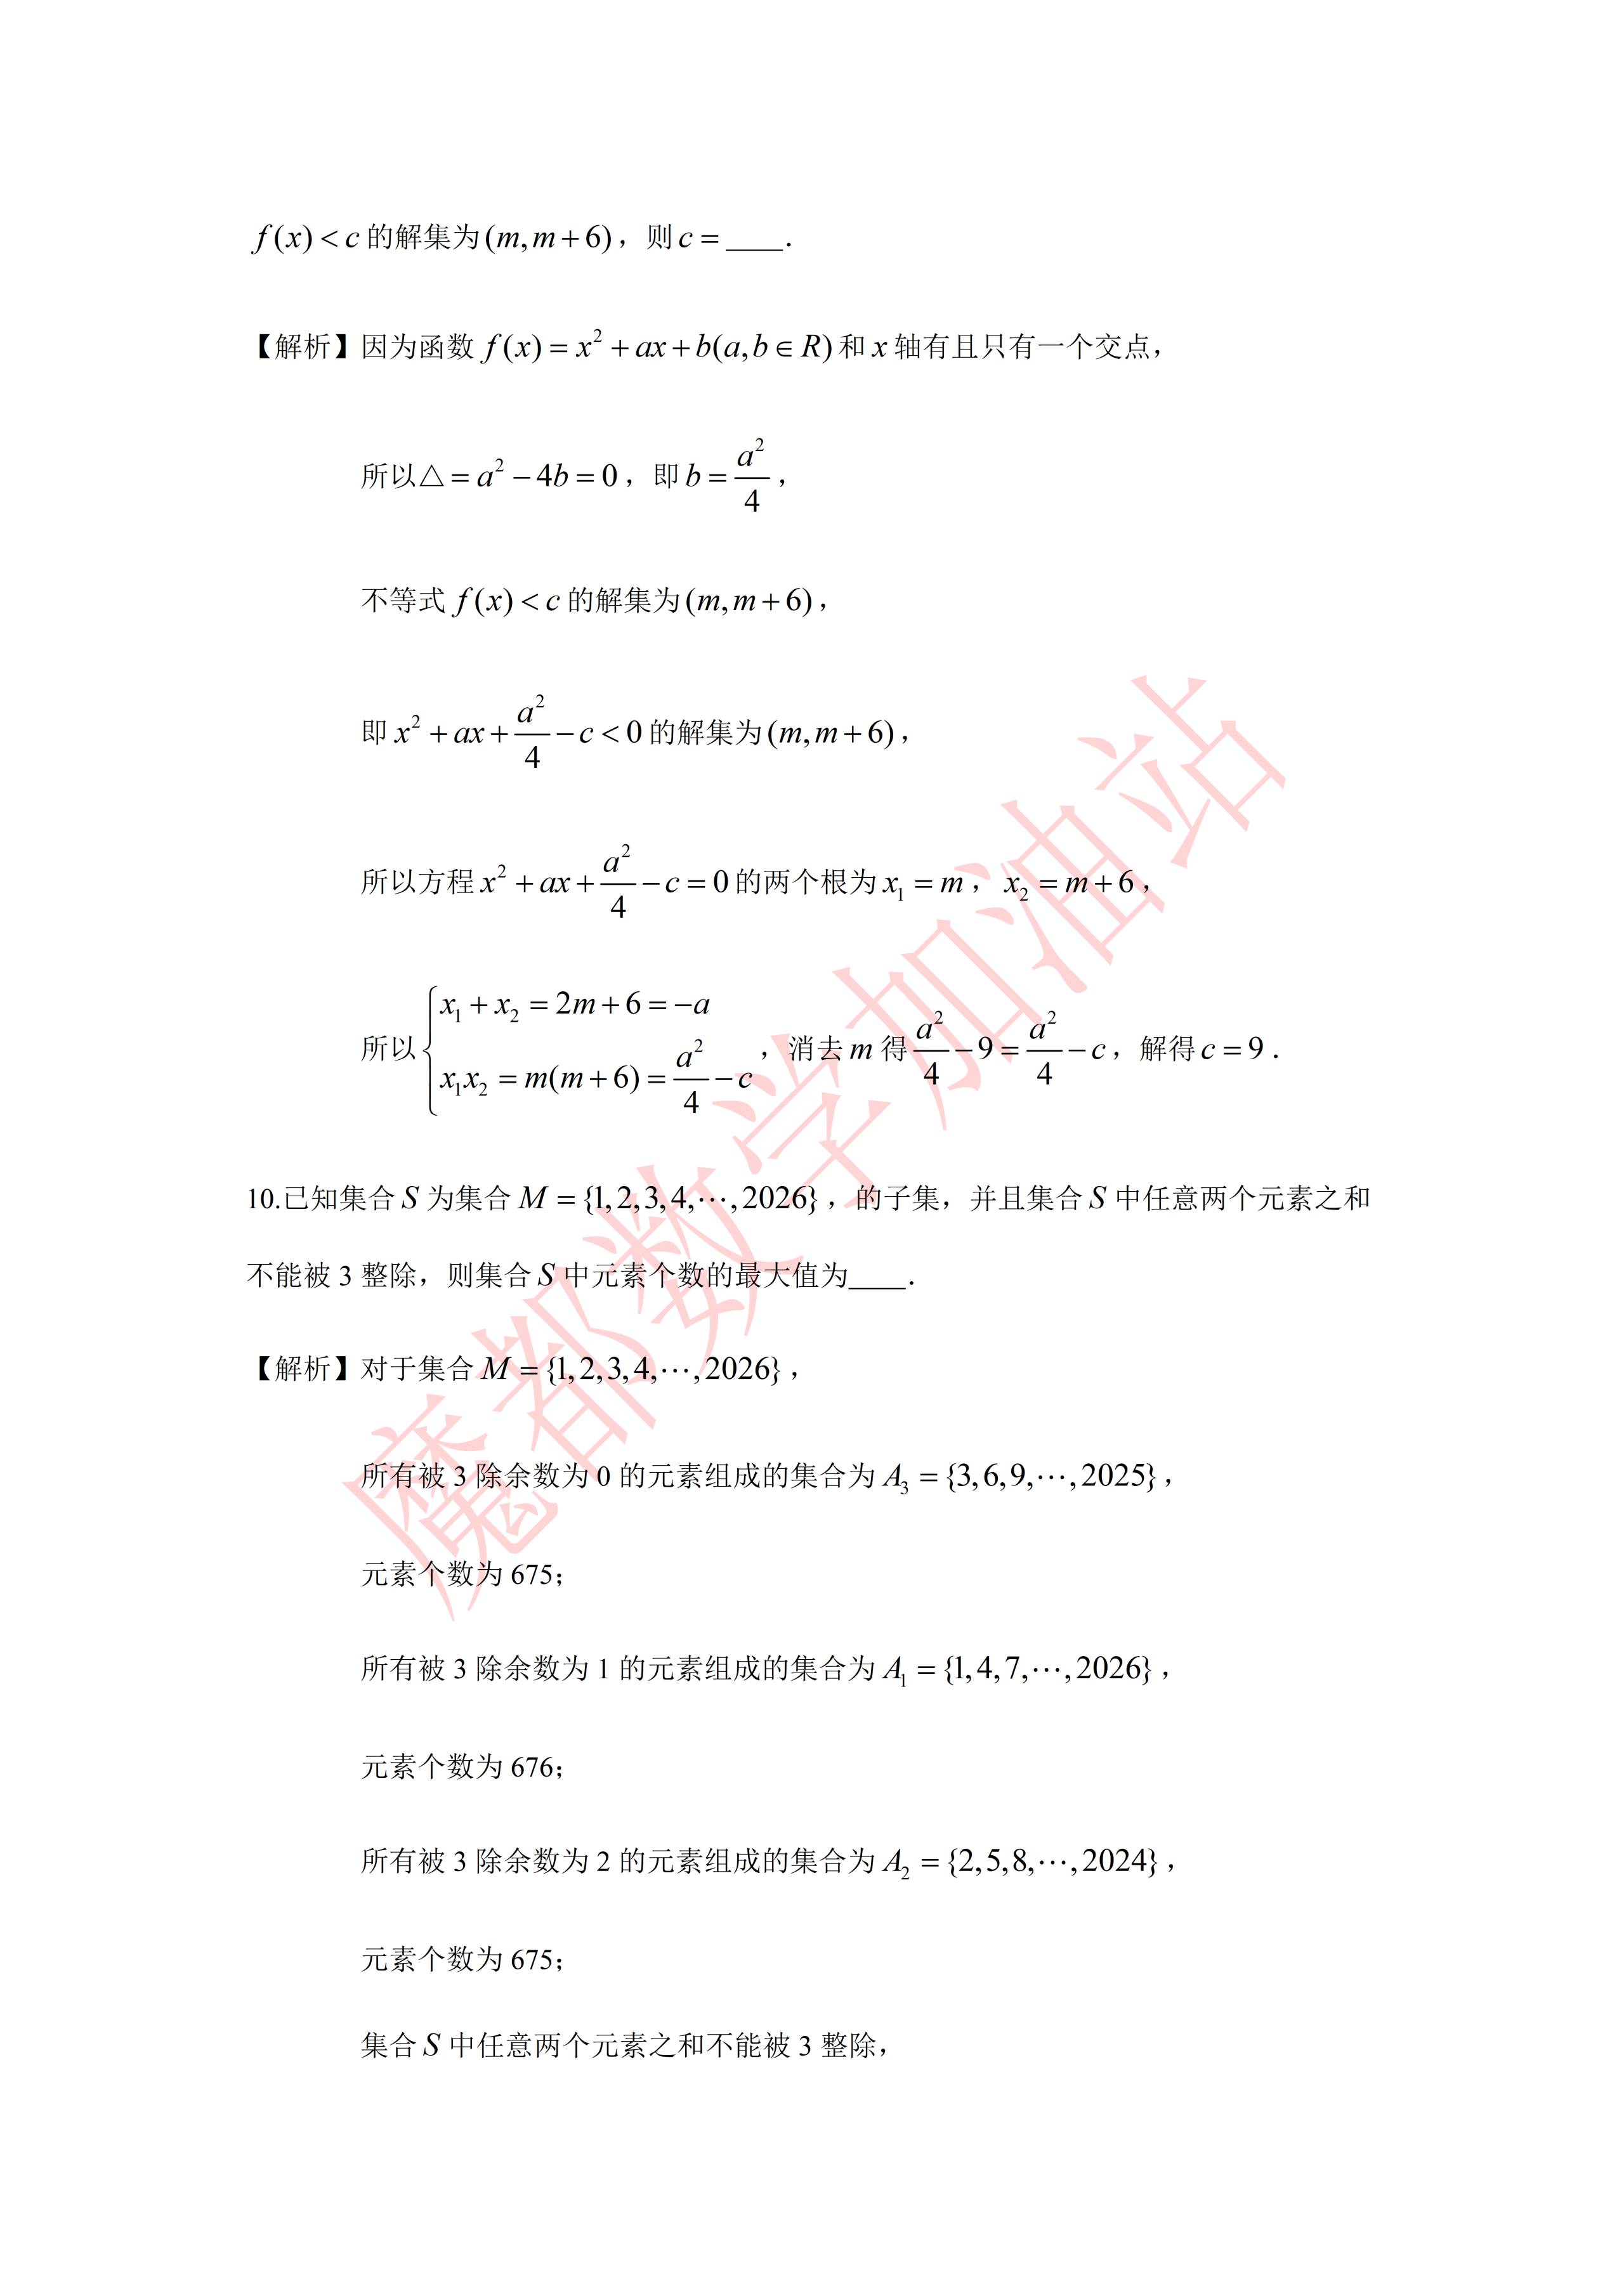 f(x) < c 的解集为 (m, m + 6)，则 c = ____.
【解析】因为函数 f(x) = x² + ax + b(a, b ∈ R) 和 x 轴有且只有一个交点，
所以△ = a² − 4b = 0，即 b = a²/4，
不等式 f(x) < c 的解集为 (m, m + 6)，
即 x² + ax + a²/4 − c < 0 的解集为 (m, m + 6)，
所以方程 x² + ax + a²/4 − c = 0 的两个根为 x₁ = m，x₂ = m + 6，
所以 { x₁ + x₂ = 2m + 6 = −a
x₁x₂ = m(m + 6) = a²/4 − c ，消去 m 得 a²/4 − 9 = a²/4 − c，解得 c = 9．
10.已知集合 S 为集合 M = {1, 2, 3, 4, ⋯, 2026}，的子集，并且集合 S 中任意两个元素之和
不能被 3 整除，则集合 S 中元素个数的最大值为____.
【解析】对于集合 M = {1, 2, 3, 4, ⋯, 2026}，
所有被 3 除余数为 0 的元素组成的集合为 A₃ = {3, 6, 9, ⋯, 2025}，
元素个数为 675；
所有被 3 除余数为 1 的元素组成的集合为 A₁ = {1, 4, 7, ⋯, 2026}，
元素个数为 676；
所有被 3 除余数为 2 的元素组成的集合为 A₂ = {2, 5, 8, ⋯, 2024}，
元素个数为 675；
集合 S 中任意两个元素之和不能被 3 整除，
魔都数学加油站